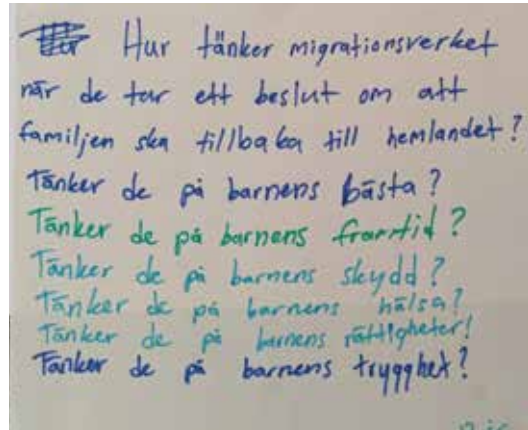 Hur tänker migrationsverket
när de tar ett beslut om att
familjen ska tillbaka till hemlandet?
Tänker de på barnens bästa?
Tänker de på barnens framtid?
Tänker de på barnens skydd?
Tänker de på barnens hälsa?
Tänker de på barnens rättigheter!
Tänker de på barnens trygghet?